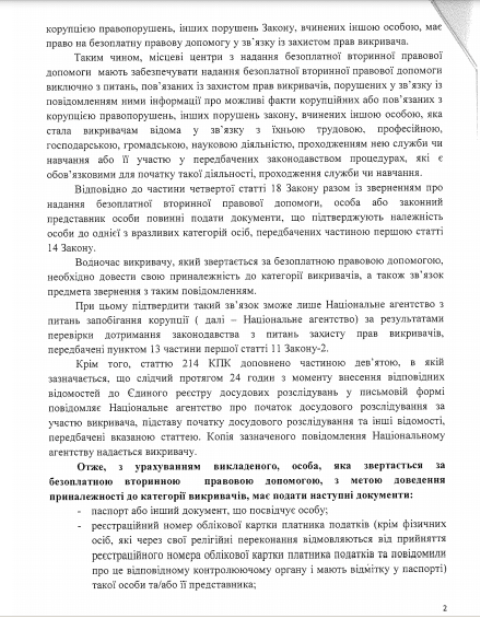 корупцією правопорушень, інших порушень Закону, вчинених іншою особою, має
право на безоплатну правову допомогу у зв'язку із захистом прав викривача.
Таким чином, місцеві центри з надання безоплатної вторинної правової
допомоги мають забезпечувати надання безоплатної вторинної правової допомоги
виключно з питань, пов'язаних із захистом прав викривачів, порушених у зв'язку із
повідомленням ними інформації про можливі факти корупційних або пов'язаних з
корупцією правопорушень, інших порушень закону, вчинених іншою особою, яка
стала викривачам відома у зв'язку з їхньою трудовою, професійною,
господарською, громадською, науковою діяльністю, проходженням нею служби чи
навчання або її участю у передбачених законодавством процедурах, які є
обов'язковими для початку такої діяльності, проходження служби чи навчання.
Відповідно до частини четвертої статті 18 Закону разом із зверненням про
надання безоплатної вторинної правової допомоги, особа або законний
представник особи повинні подати документи, що підтверджують належність
особи до однієї з вразливих категорій осіб, передбачених частиною першою статті
14 Закону.
Водночас викривачу, який звертається за безоплатною правовою допомогою,
необхідно довести свою приналежність до категорії викривачів, а також зв'язок
предмета звернення з таким повідомленням.
При цьому підтвердити такий зв'язок зможе лише Національне агентство з
питань запобігання корупції ( далі – Національне агентство) за результатами
перевірки дотримання законодавства з питань захисту прав викривачів,
передбачені пунктом 13 частини першої статті 11 Закону-2.
Крім того, статтю 214 КПК доповнено частиною дев'ятою, в якій
зазначається, що слідчий протягом 24 годин з моменту внесення відповідних
відомостей до Єдиного реєстру досудових розслідувань у письмовій формі
повідомляє Національне агентство про початок досудового розслідування за
участю викривача, підставу початку досудового розслідування та інші відомості,
передбачені вказаною статтею. Копія зазначеного повідомлення Національному
агентству надається викривачу.
Отже, з урахуванням викладеного, особа, яка звертається за
безоплатною вторинною правовою допомогою, з метою доведення
приналежності до категорії викривачів, має подати наступні документи:
- паспорт або інший документ, що посвідчує особу;
- реєстраційний номер облікової картки платника податків (крім фізичних
осіб, які через свої релігійні переконання відмовляються від прийняття
реєстраційного номера облікової картки платника податків та повідомили
про це відповідному контролюючому органу і мають відмітку у паспорті)
такої особи та/або її представника;
2